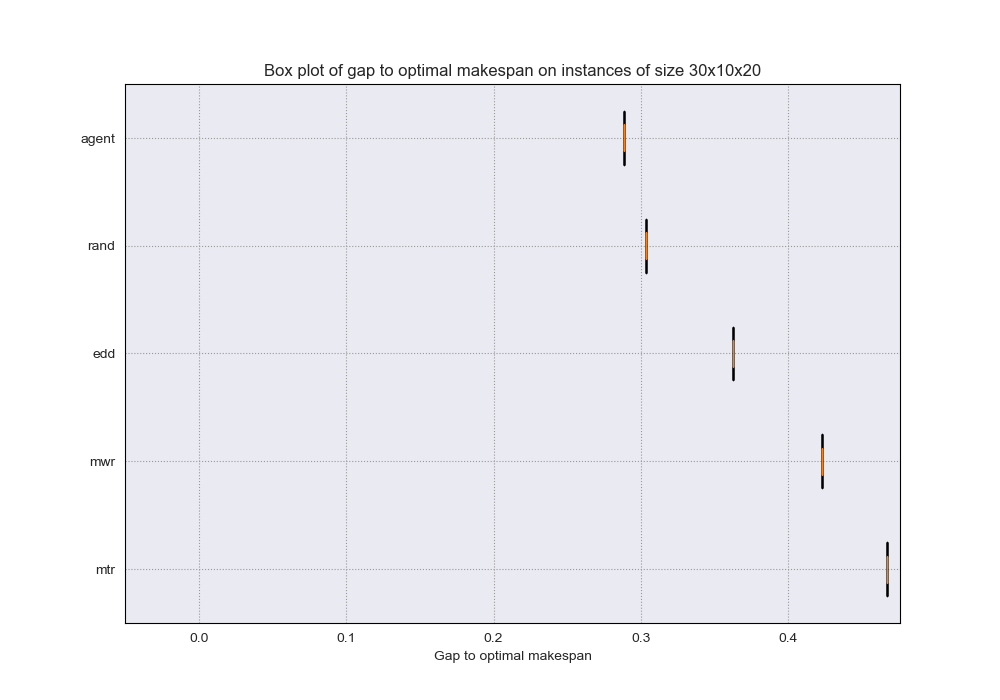 Box plot of gap to optimal makespan on instances of size 30x10x20
agent
rand
edd
mwr
mtr
0.0 0.1 0.2 0.3 0.4
Gap to optimal makespan